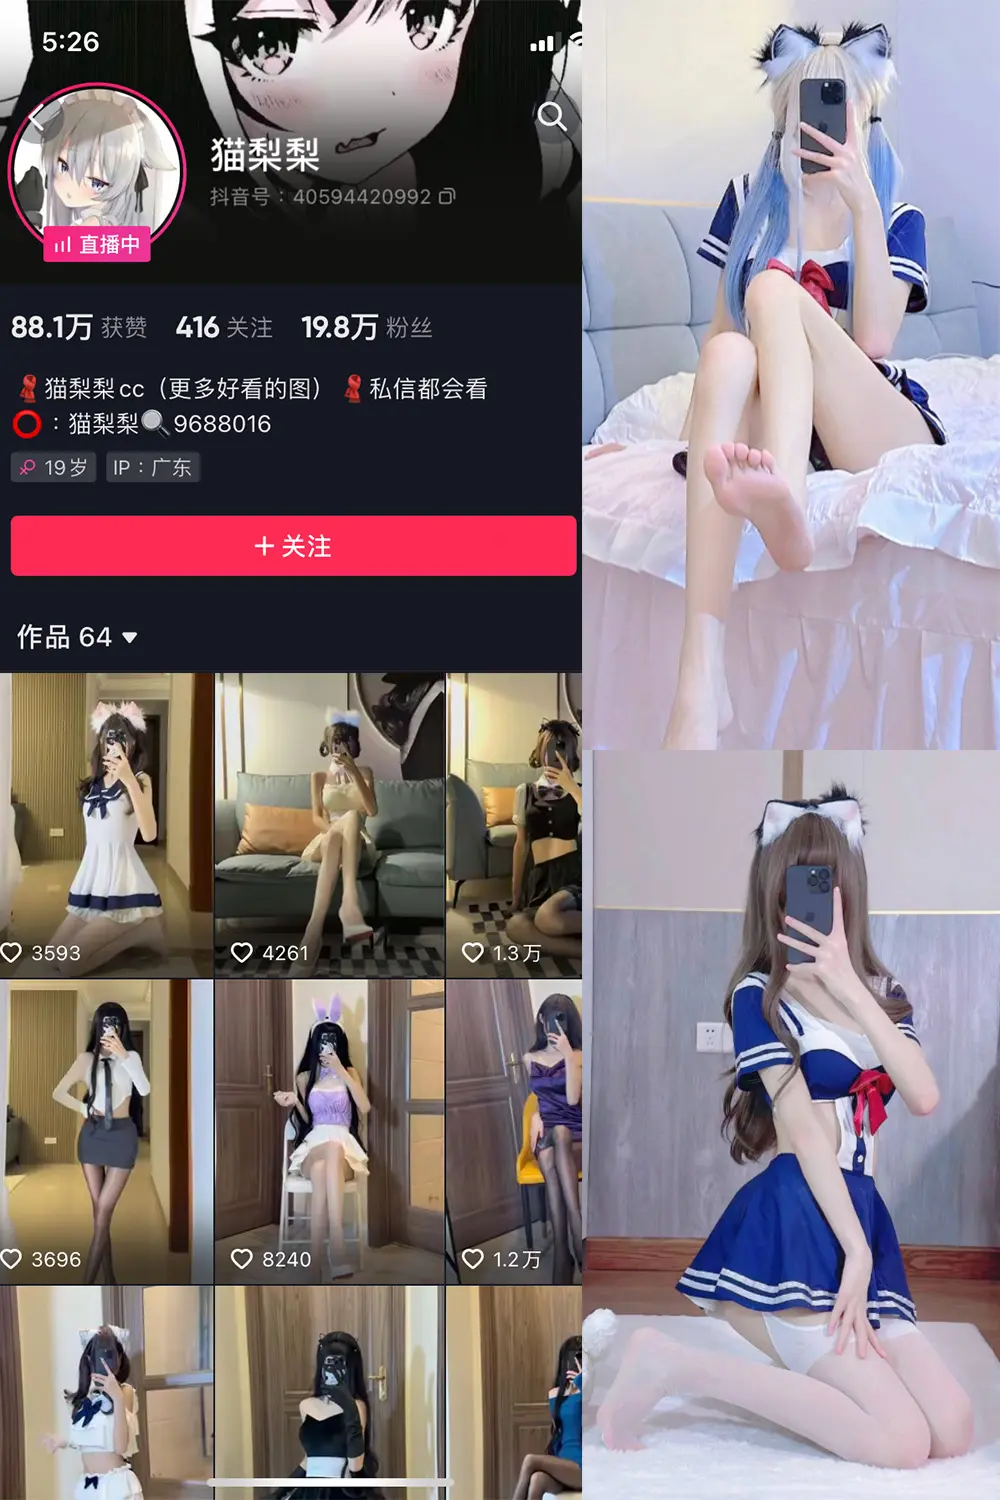 5:26
猫梨梨
抖音号：40594420992
直播中
88.1万 获赞 416 关注 19.8万 粉丝
猫梨梨cc（更多好看的图） 私信都会看
：猫梨梨🔍9688016
19岁 IP：广东
+ 关注
作品 64
3593 4261 1.3万
3696 8240 1.2万